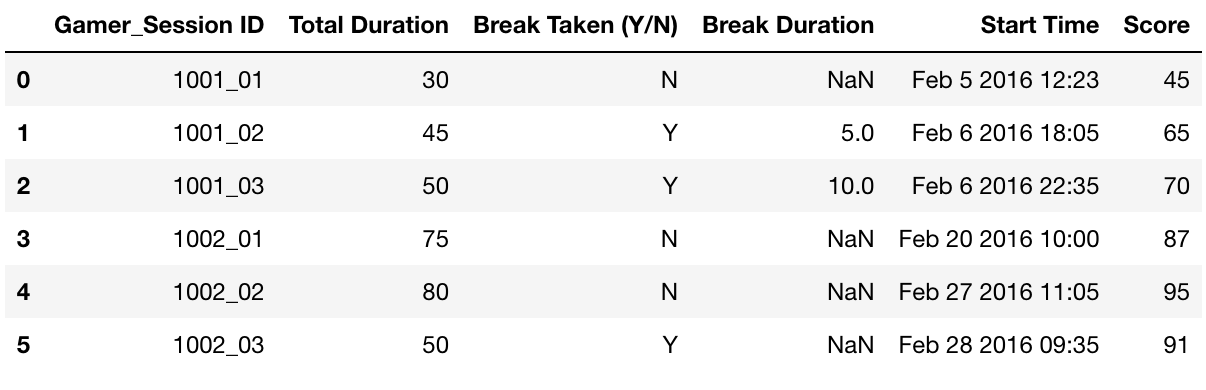 Gamer_Session ID Total Duration Break Taken (Y/N) Break Duration Start Time Score
0 1001_01 30 N NaN Feb 5 2016 12:23 45
1 1001_02 45 Y 5.0 Feb 6 2016 18:05 65
2 1001_03 50 Y 10.0 Feb 6 2016 22:35 70
3 1002_01 75 N NaN Feb 20 2016 10:00 87
4 1002_02 80 N NaN Feb 27 2016 11:05 95
5 1002_03 50 Y NaN Feb 28 2016 09:35 91